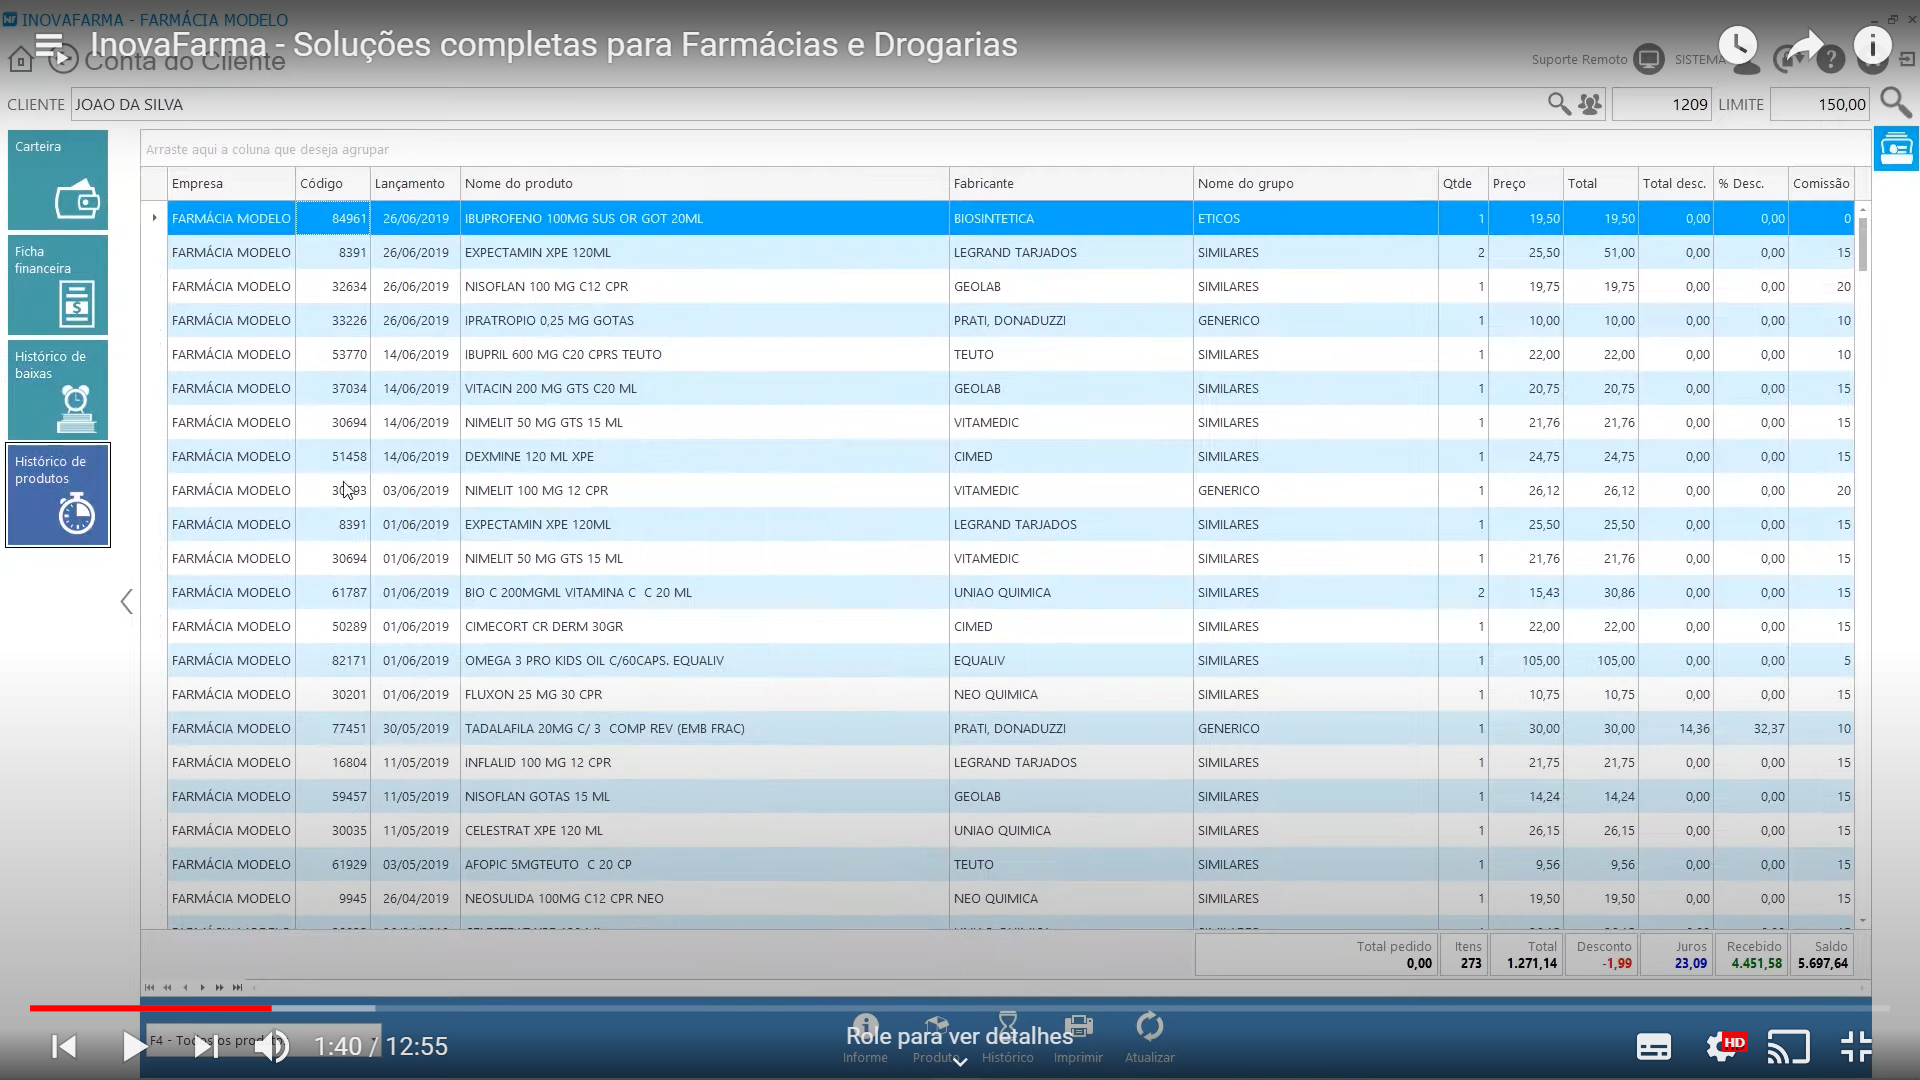 INOVAFARMA - FARMÁCIA MODELO
InovaFarma - Soluções completas para Farmácias e Drogarias
Conta do Cliente
Suporte Remoto SISTEMA
CLIENTE JOAO DA SILVA 1209 LIMITE 150,00
Carteira
Ficha
financeira
Histórico de
baixas
Histórico de
produtos
Arraste aqui a coluna que deseja agrupar
Empresa Código Lançamento Nome do produto Fabricante Nome do grupo Qtde Preço Total Total desc. % Desc. Comissão
FARMÁCIA MODELO 84961 26/06/2019 IBUPROFENO 100MG SUS OR GOT 20ML BIOSINTETICA ETICOS 1 19,50 19,50 0,00 0,00 0
FARMÁCIA MODELO 8391 26/06/2019 EXPECTAMIN XPE 120ML LEGRAND TARJADOS SIMILARES 2 25,50 51,00 0,00 0,00 15
FARMÁCIA MODELO 32634 26/06/2019 NISOFLAN 100 MG C12 CPR GEOLAB SIMILARES 1 19,75 19,75 0,00 0,00 20
FARMÁCIA MODELO 33226 26/06/2019 IPRATROPIO 0,25 MG GOTAS PRATI, DONADUZZI GENERICO 1 10,00 10,00 0,00 0,00 10
FARMÁCIA MODELO 53770 14/06/2019 IBUPRIL 600 MG C20 CPRS TEUTO TEUTO SIMILARES 1 22,00 22,00 0,00 0,00 10
FARMÁCIA MODELO 37034 14/06/2019 VITACIN 200 MG GTS C20 ML GEOLAB SIMILARES 1 20,75 20,75 0,00 0,00 15
FARMÁCIA MODELO 30694 14/06/2019 NIMELIT 50 MG GTS 15 ML VITAMEDIC SIMILARES 1 21,76 21,76 0,00 0,00 15
FARMÁCIA MODELO 51458 14/06/2019 DEXMINE 120 ML XPE CIMED SIMILARES 1 24,75 24,75 0,00 0,00 15
FARMÁCIA MODELO 03/06/2019 NIMELIT 100 MG 12 CPR VITAMEDIC GENERICO 1 26,12 26,12 0,00 0,00 20
FARMÁCIA MODELO 8391 01/06/2019 EXPECTAMIN XPE 120ML LEGRAND TARJADOS SIMILARES 1 25,50 25,50 0,00 0,00 15
FARMÁCIA MODELO 30694 01/06/2019 NIMELIT 50 MG GTS 15 ML VITAMEDIC SIMILARES 1 21,76 21,76 0,00 0,00 15
FARMÁCIA MODELO 61787 01/06/2019 BIO C 200MGML VITAMINA C C 20 ML UNIAO QUIMICA SIMILARES 2 15,43 30,86 0,00 0,00 15
FARMÁCIA MODELO 50289 01/06/2019 CIMECORT CR DERM 30GR CIMED SIMILARES 1 22,00 22,00 0,00 0,00 15
FARMÁCIA MODELO 82171 01/06/2019 OMEGA 3 PRO KIDS OIL C/60CAPS. EQUALIV EQUALIV SIMILARES 1 105,00 105,00 0,00 0,00 5
FARMÁCIA MODELO 30201 01/06/2019 FLUXON 25 MG 30 CPR NEO QUIMICA SIMILARES 1 10,75 10,75 0,00 0,00 15
FARMÁCIA MODELO 77451 30/05/2019 TADALAFILA 20MG C/ 3 COMP REV (EMB FRAC) PRATI, DONADUZZI GENERICO 1 30,00 30,00 14,36 32,37 10
FARMÁCIA MODELO 16804 11/05/2019 INFLALID 100 MG 12 CPR LEGRAND TARJADOS SIMILARES 1 21,75 21,75 0,00 0,00 15
FARMÁCIA MODELO 59457 11/05/2019 NISOFLAN GOTAS 15 ML GEOLAB SIMILARES 1 14,24 14,24 0,00 0,00 15
FARMÁCIA MODELO 30035 11/05/2019 CELESTRAT XPE 120 ML UNIAO QUIMICA SIMILARES 1 26,15 26,15 0,00 0,00 15
FARMÁCIA MODELO 61929 03/05/2019 AFOPIC 5MGTEUTO C 20 CP TEUTO SIMILARES 1 9,56 9,56 0,00 0,00 15
FARMÁCIA MODELO 9945 26/04/2019 NEOSULIDA 100MG C12 CPR NEO NEO QUIMICA SIMILARES 1 19,50 19,50 0,00 0,00 15
Total pedido Itens Total Desconto Juros Recebido Saldo
0,00 273 1.271,14 -1,99 23,09 4.451,58 5.697,64
F4 - Todos os
1:40 / 12:55
Role para ver detalhes
Informe Produto Histórico Imprimir Atualizar
HD